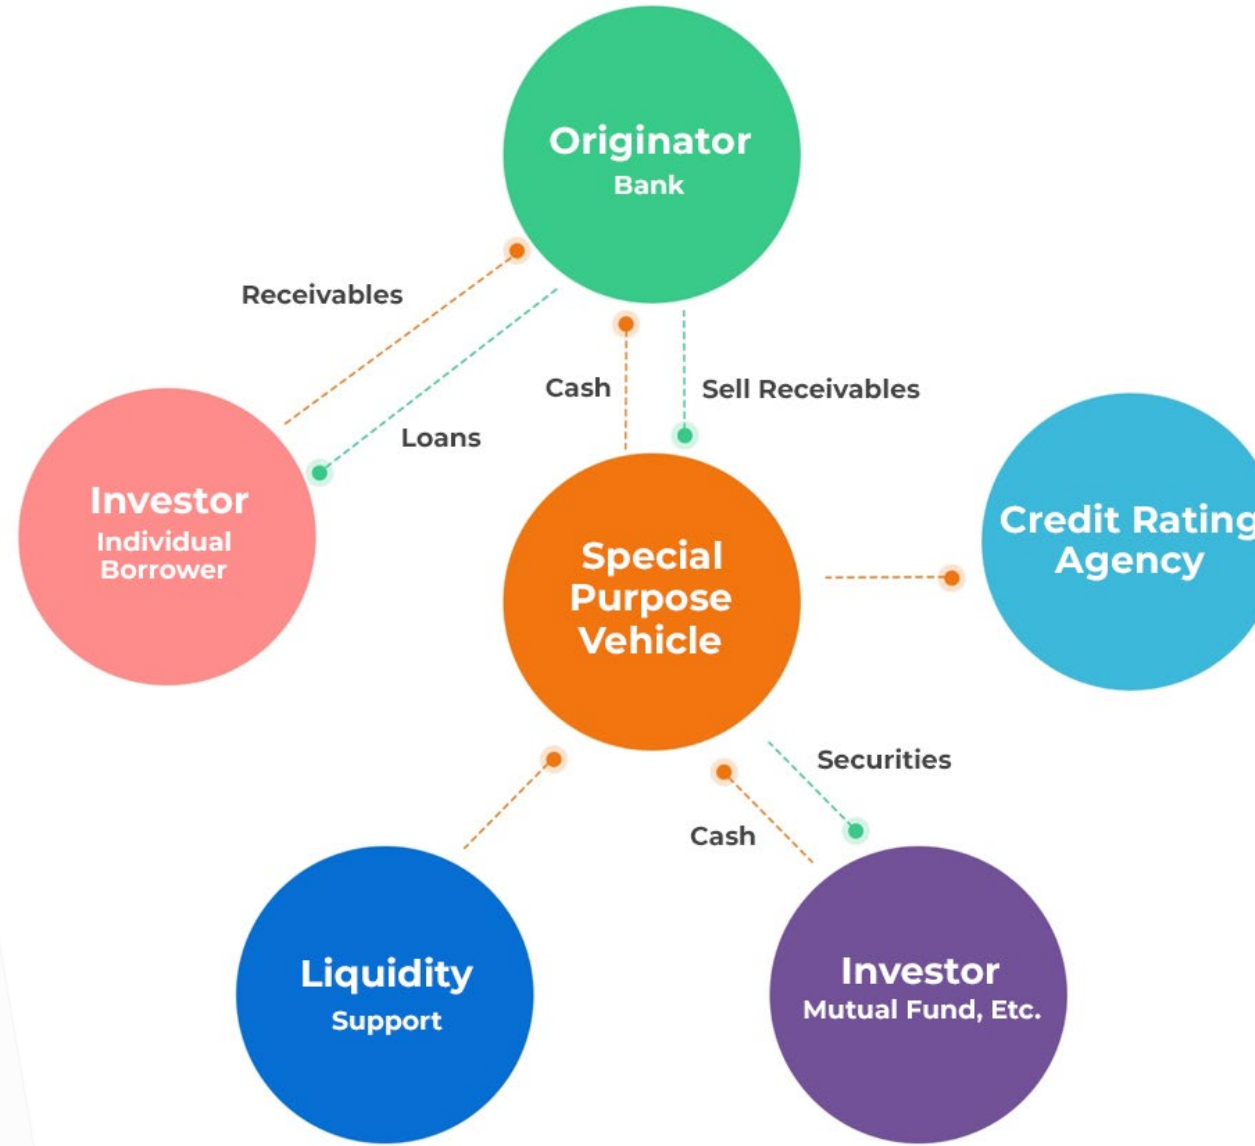 Originator
Bank
Receivables
Cash
Sell Receivables
Loans
Investor
Individual
Borrower
Special
Purpose
Vehicle
Credit Rating
Agency
Securities
Cash
Liquidity
Support
Investor
Mutual Fund, Etc.